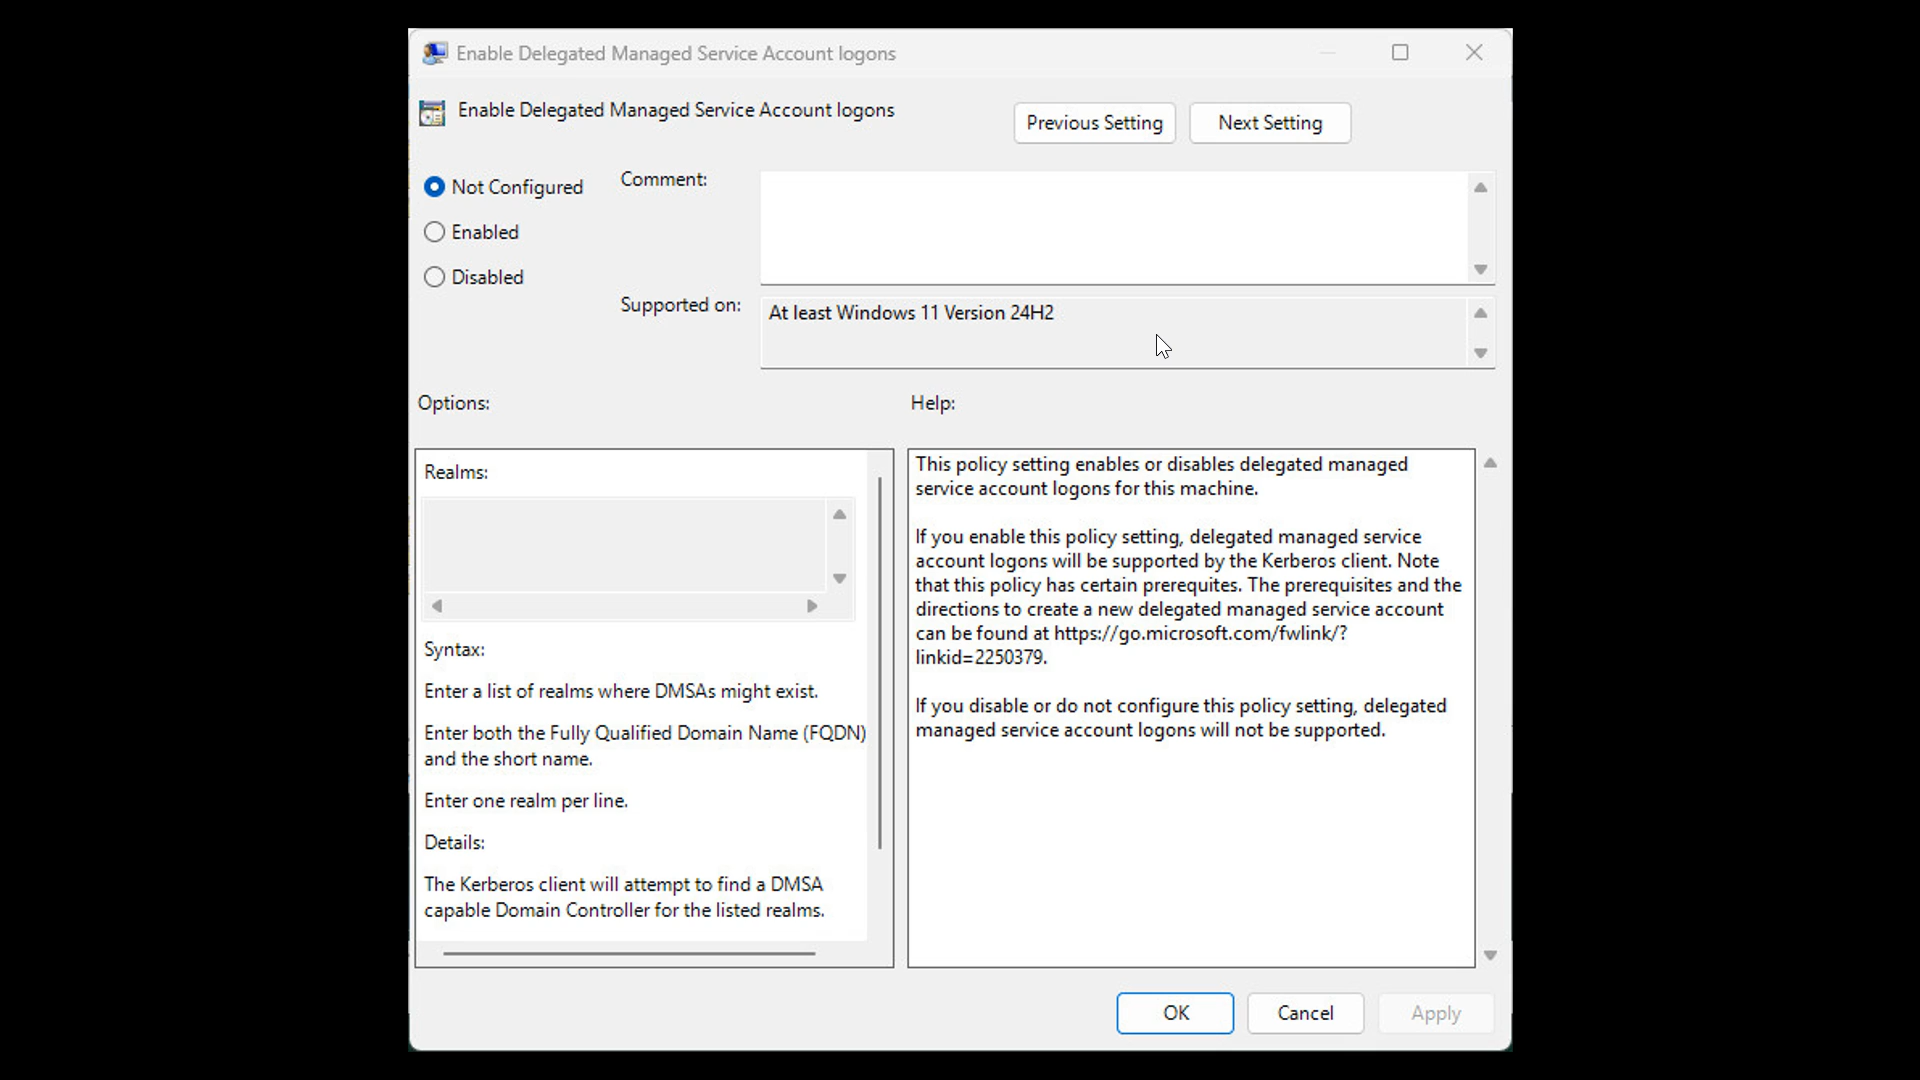 Enable Delegated Managed Service Account logons
Enable Delegated Managed Service Account logons
Previous Setting
Next Setting
Not Configured
Enabled
Disabled
Comment:
Supported on:
At least Windows 11 Version 24H2
Options:
Help:
Realms:
Syntax:
Enter a list of realms where DMSAs might exist.
Enter both the Fully Qualified Domain Name (FQDN)
and the short name.
Enter one realm per line.
Details:
The Kerberos client will attempt to find a DMSA
capable Domain Controller for the listed realms.
This policy setting enables or disables delegated managed
service account logons for this machine.
If you enable this policy setting, delegated managed service
account logons will be supported by the Kerberos client. Note
that this policy has certain prerequites. The prerequisites and the
directions to create a new delegated managed service account
can be found at https://go.microsoft.com/fwlink/?
linkid=2250379.
If you disable or do not configure this policy setting, delegated
managed service account logons will not be supported.
OK
Cancel
Apply